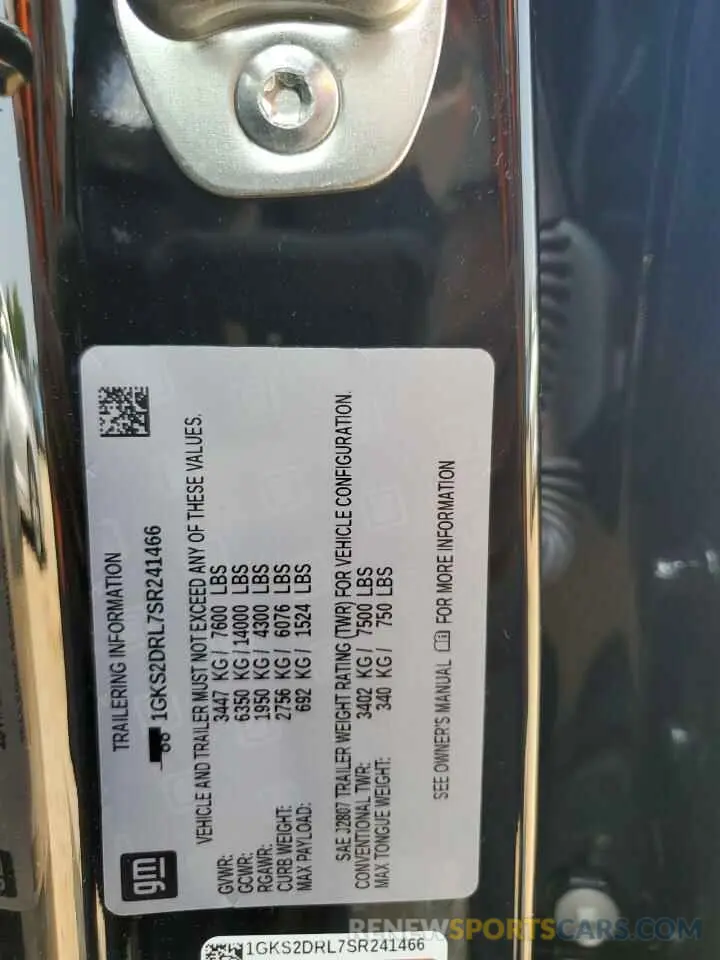 TRAILERING INFORMATION
1GKS2DRL7SR241466
VEHICLE AND TRAILER MUST NOT EXCEED ANY OF THESE VALUES.
GVWR: 3447 KG/ 7600 LBS
GCWR: 6350 KG/ 14000 LBS
RGAWR: 1950 KG/ 4300 LBS
CURB WEIGHT: 2756 KG/ 6076 LBS
MAX PAYLOAD: 692 KG/ 1524 LBS
SAE J2807 TRAILER WEIGHT RATING (TWR) FOR VEHICLE CONFIGURATION.
CONVENTIONAL TWR: 3402 KG/ 7500 LBS
MAX TONGUE WEIGHT: 340 KG/ 750 LBS
SEE OWNER'S MANUAL FOR MORE INFORMATION
gm
1GKS2DRL7SR241466
RENEWSPORTSCARS.COM